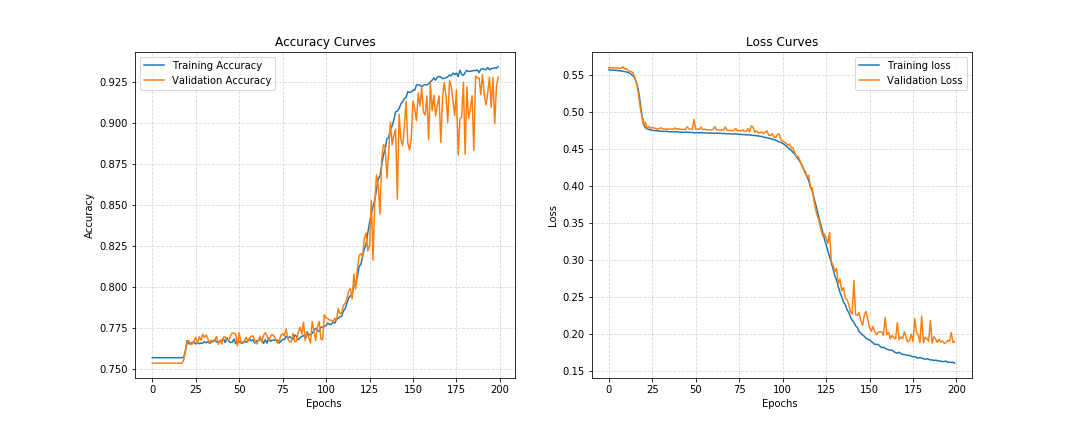 Accuracy Curves
Training Accuracy
Validation Accuracy
0.925
0.900
0.875
0.850
0.825
0.800
0.775
0.750
Accuracy
0 25 50 75 100 125 150 175 200
Epochs
Loss Curves
Training loss
Validation Loss
0.55
0.50
0.45
0.40
0.35
0.30
0.25
0.20
0.15
Loss
0 25 50 75 100 125 150 175 200
Epochs